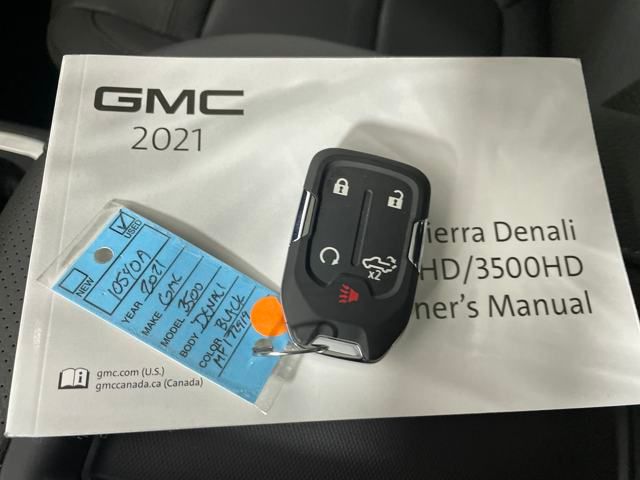 GMC
2021
ierra Denali
HD/3500HD
ner's Manual
x2
NEW
USED
YEAR 2021
MAKE GMC
MODEL 3500
BODY DENALI
COLOR BLACK
gmc.com (U.S.)
gmccanada.ca (Canada)